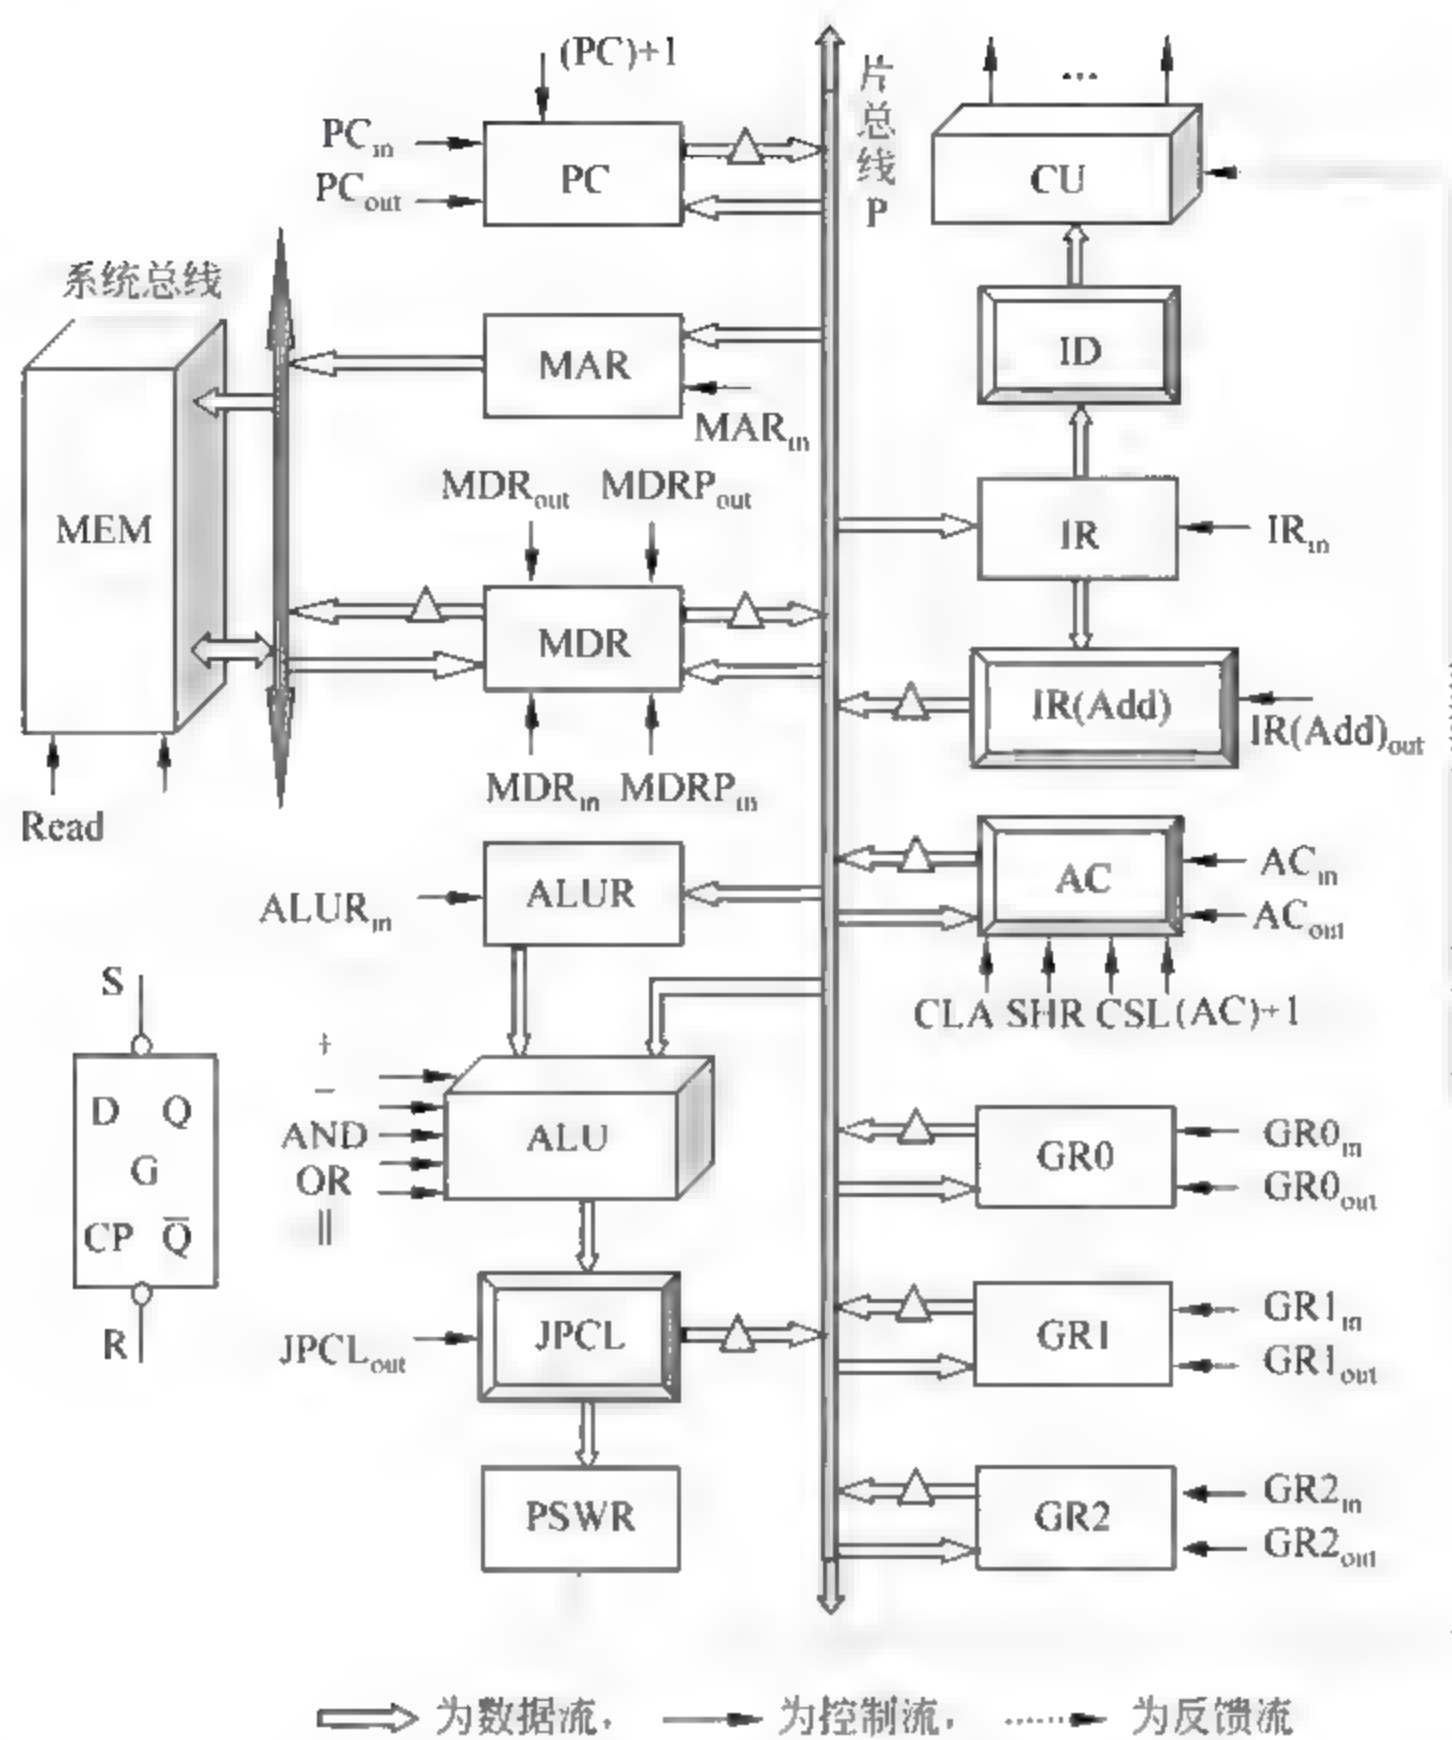 (PC)+1
PCin
PCout
PC
片总线P
CU
...
系统总线
MEM
Read
MAR
MARin
ID
MDRout MDRPout
MDR
MDRin MDRPin
IR
IRin
IR(Add)
IR(Add)out
ALURin
ALUR
AC
ACin
ACout
CLA SHR CSL (AC)+1
S
D Q
G
CP Q̅
R
+
−
AND
OR
||
ALU
GR0
GR0in
GR0out
JPCLout
JPCL
GR1
GR1in
GR1out
PSWR
GR2
GR2in
GR2out
为数据流, 为控制流, 为反馈流